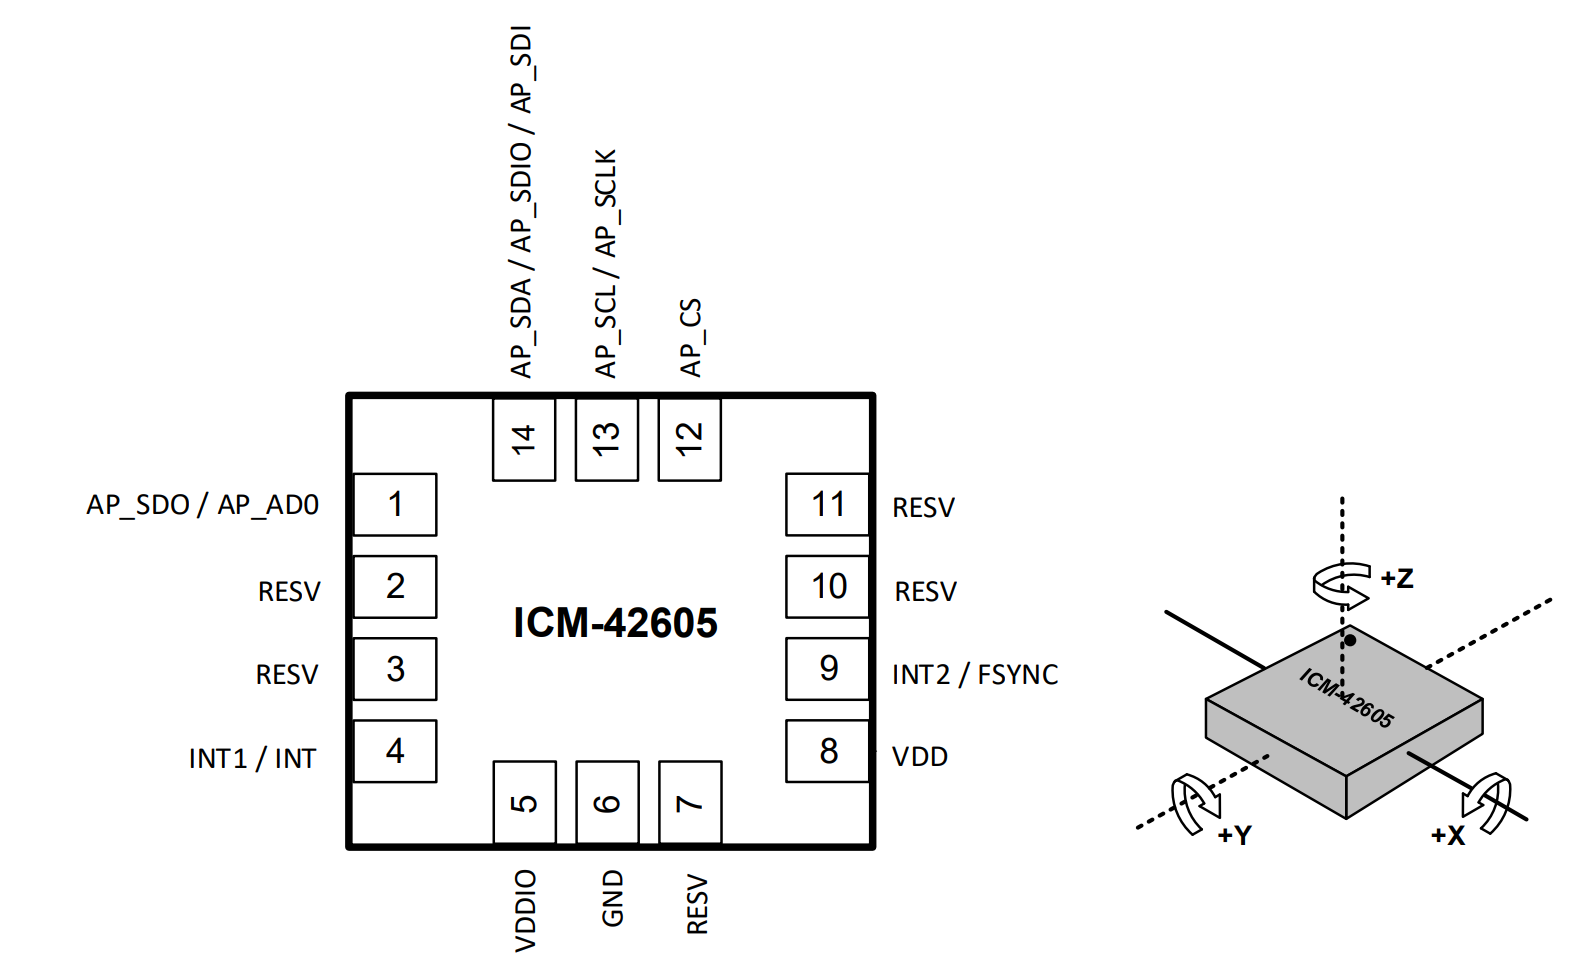 AP_SDA / AP_SDIO / AP_SDI
AP_SCL / AP_SCLK
AP_CS
14
13
12
AP_SDO / AP_AD0
1
11
RESV
RESV
2
10
RESV
ICM-42605
RESV
3
9
INT2 / FSYNC
INT1 / INT
4
8
VDD
5
6
7
VDDIO
GND
RESV
+Z
ICM-42605
+Y
+X